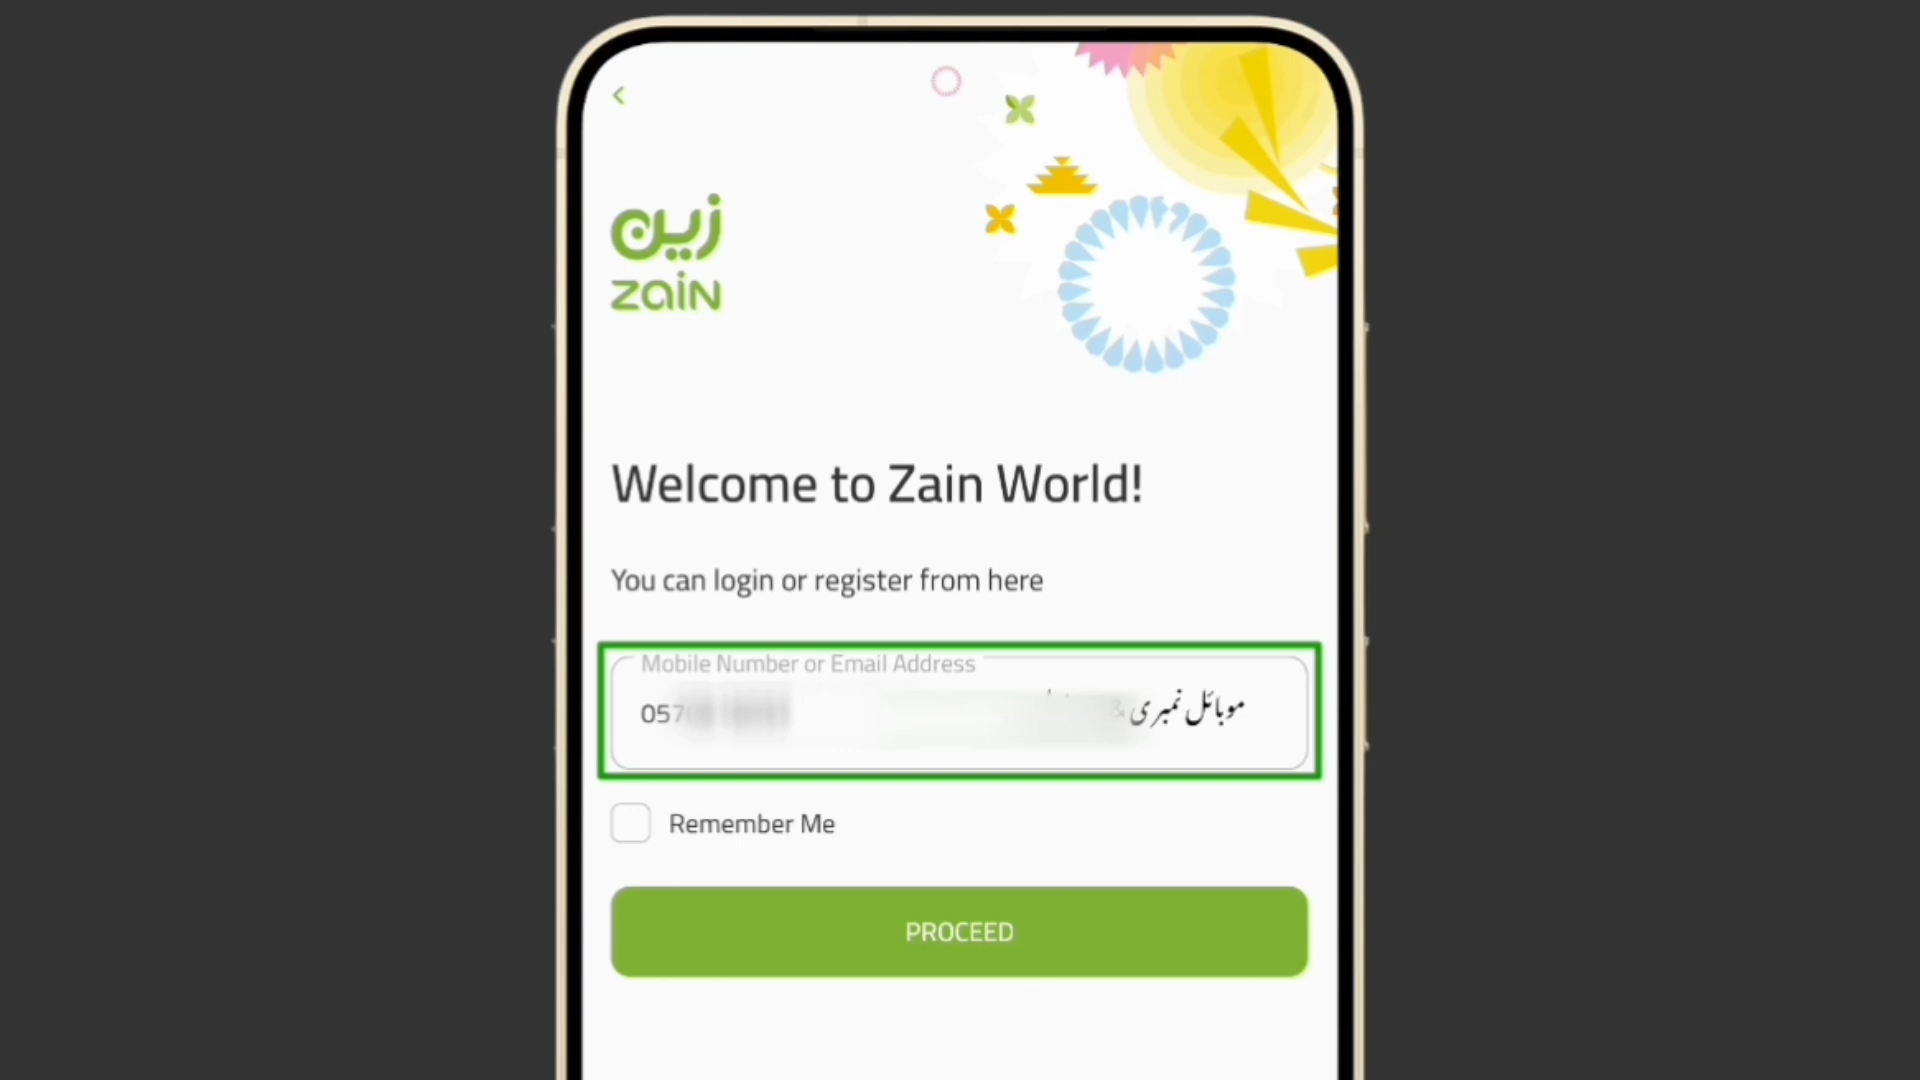 زين
zain
Welcome to Zain World!
You can login or register from here
Mobile Number or Email Address
057
موبائل نمبری &
Remember Me
PROCEED